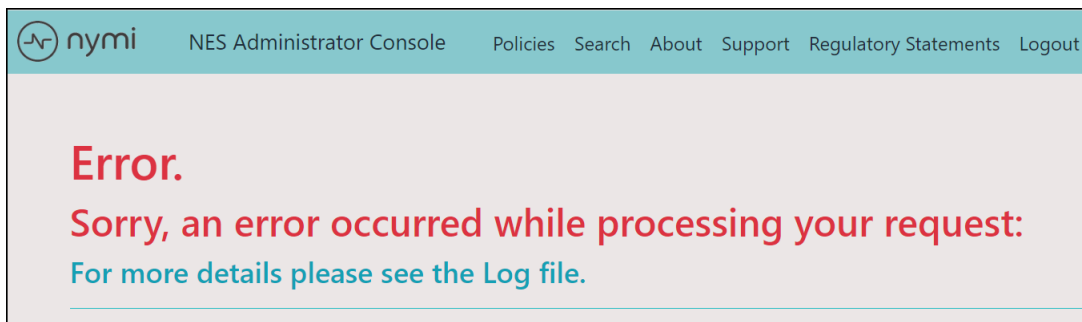 nymi NES Administrator Console Policies Search About Support Regulatory Statements Logout
Error.
Sorry, an error occurred while processing your request:
For more details please see the Log file.